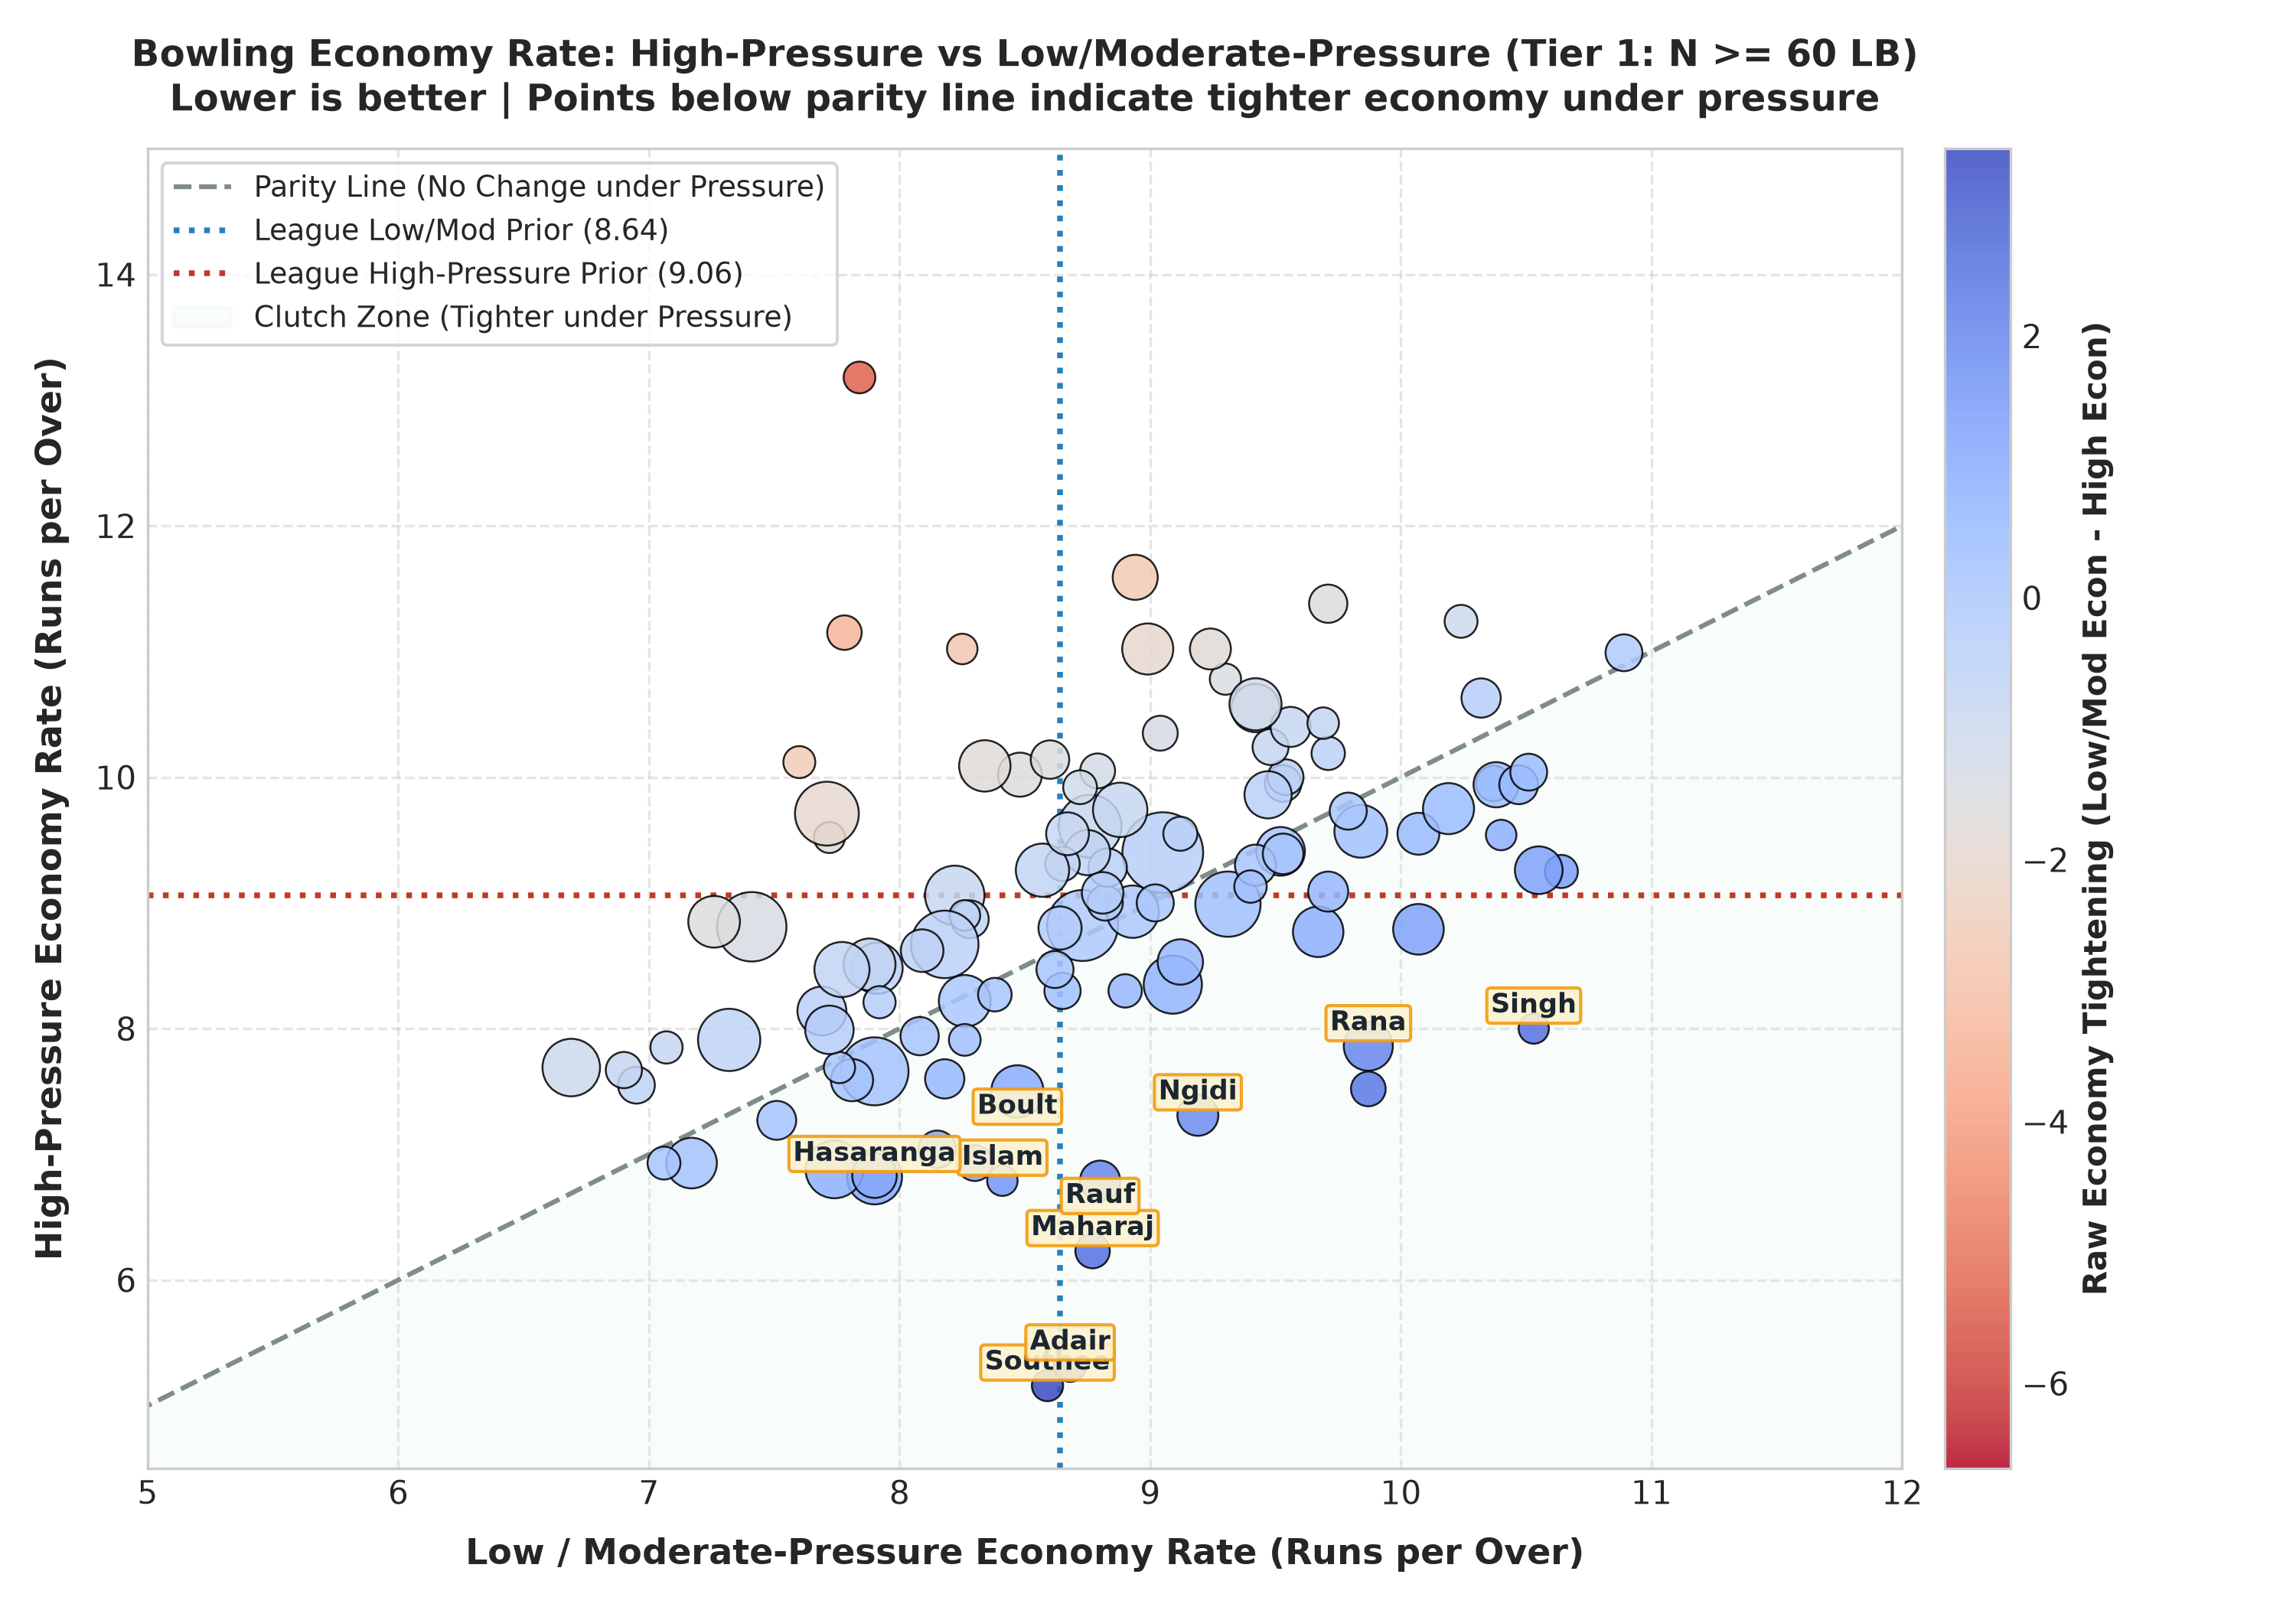 Bowling Economy Rate: High-Pressure vs Low/Moderate-Pressure (Tier 1: N >= 60 LB)
Lower is better | Points below parity line indicate tighter economy under pressure
Parity Line (No Change under Pressure)
League Low/Mod Prior (8.64)
League High-Pressure Prior (9.06)
Clutch Zone (Tighter under Pressure)
High-Pressure Economy Rate (Runs per Over)
14
12
10
8
6
Singh
Rana
Ngidi
Boult
Hasaranga
Islam
Rauf
Maharaj
Adair
Southee
5
6
7
8
9
10
11
12
Low / Moderate-Pressure Economy Rate (Runs per Over)
2
0
−2
−4
−6
Raw Economy Tightening (Low/Mod Econ - High Econ)